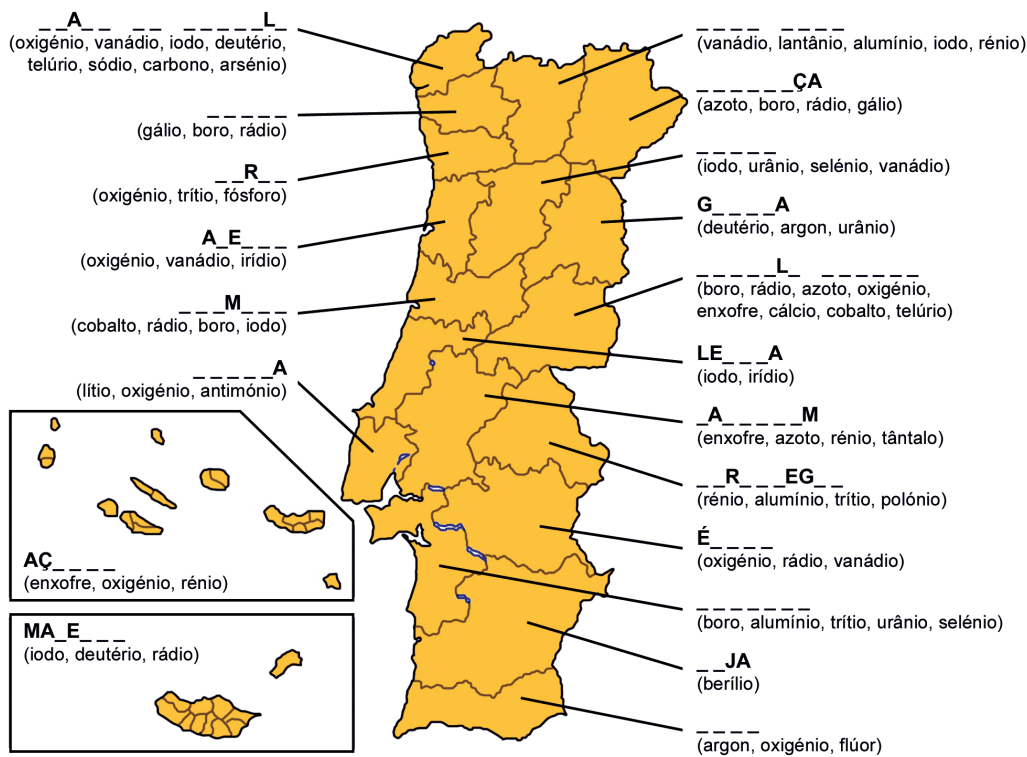 _ _A_ _  _ _  _ _ _ _ _L
(oxigénio, vanádio, iodo, deutério,
telúrio, sódio, carbono, arsénio)
_ _ _ _ _
(gálio, boro, rádio)
_ _R_ _
(oxigénio, trítio, fósforo)
A_E_ _ _
(oxigénio, vanádio, irídio)
_ _ _M_ _ _
(cobalto, rádio, boro, iodo)
_ _ _ _ _A
(lítio, oxigénio, antimónio)
AÇ_ _ _ _
(enxofre, oxigénio, rénio)
MA_E_ _ _
(iodo, deutério, rádio)
_ _ _ _  _ _ _ _
(vanádio, lantânio, alumínio, iodo, rénio)
_ _ _ _ _ _ÇA
(azoto, boro, rádio, gálio)
_ _ _ _ _
(iodo, urânio, selénio, vanádio)
G_ _ _ _A
(deutério, argon, urânio)
_ _ _ _ _L_  _ _ _ _ _ _
(boro, rádio, azoto, oxigénio,
enxofre, cálcio, cobalto, telúrio)
LE_ _ _A
(iodo, irídio)
_A_ _ _ _ _M
(enxofre, azoto, rénio, tântalo)
_ _R_ _ _EG_ _
(rénio, alumínio, trítio, polónio)
É_ _ _ _
(oxigénio, rádio, vanádio)
_ _ _ _ _ _ _
(boro, alumínio, trítio, urânio, selénio)
_ _JA
(berílio)
_ _ _ _
(argon, oxigénio, flúor)